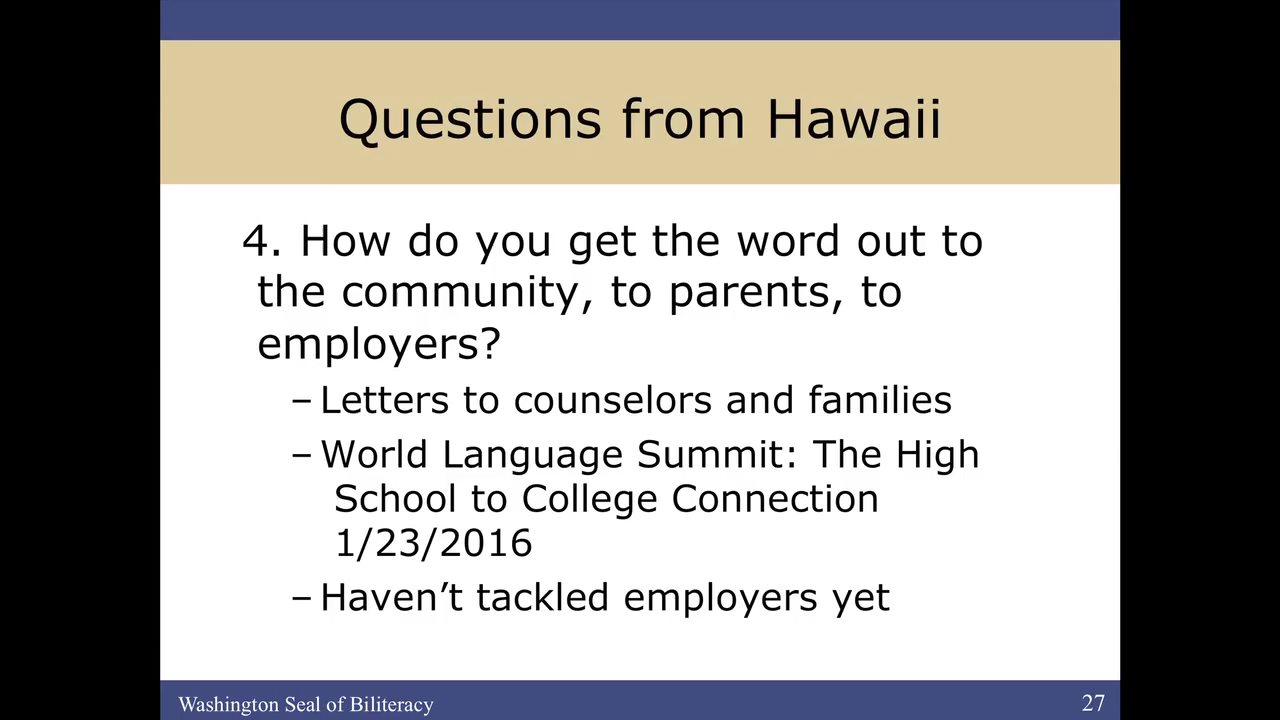 Questions from Hawaii
4. How do you get the word out to
the community, to parents, to
employers?
– Letters to counselors and families
– World Language Summit: The High
School to College Connection
1/23/2016
– Haven’t tackled employers yet
Washington Seal of Biliteracy
27